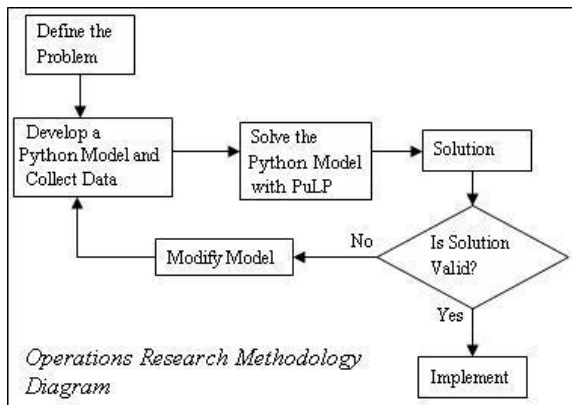 Define the
Problem
Develop a
Python Model and
Collect Data
Solve the
Python Model
with PuLP
Solution
Is Solution
Valid?
No
Modify Model
Yes
Implement
Operations Research Methodology
Diagram